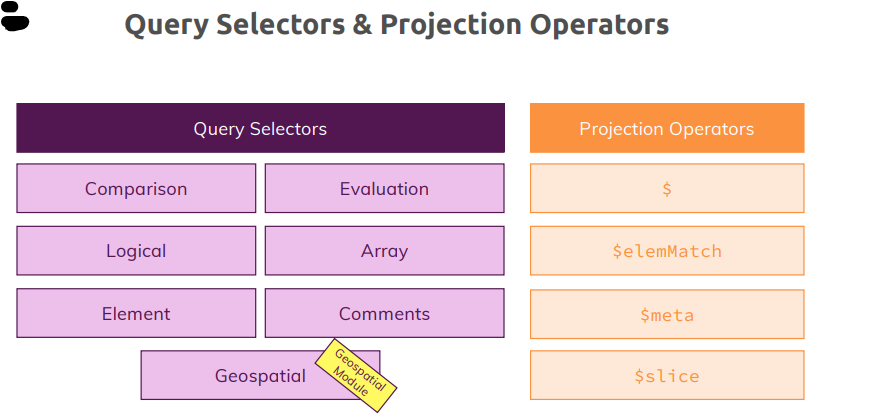 Query Selectors & Projection Operators
Query Selectors
Projection Operators
Comparison
Evaluation
$
Logical
Array
$elemMatch
Element
Comments
$meta
Geospatial
Geospatial
Module
$slice